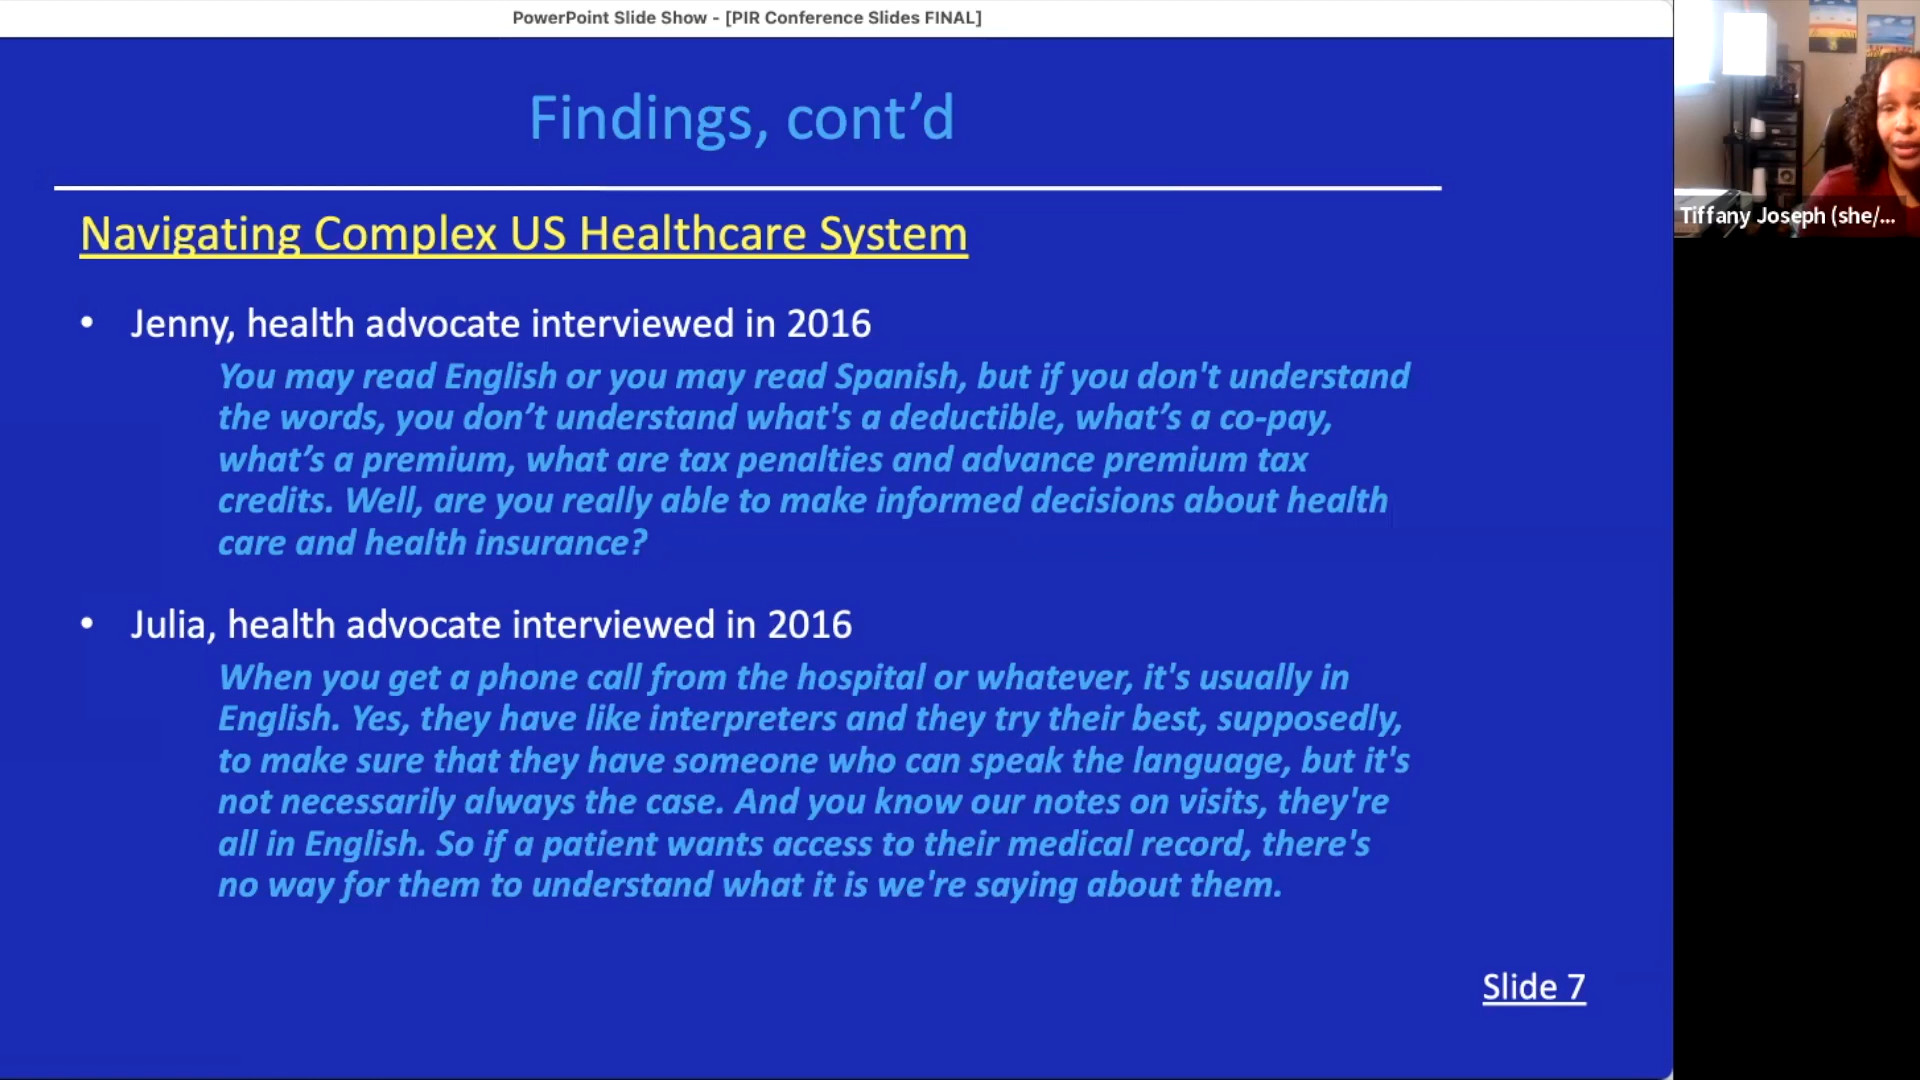 PowerPoint Slide Show - [PIR Conference Slides FINAL]
Findings, cont’d
Navigating Complex US Healthcare System
• Jenny, health advocate interviewed in 2016
You may read English or you may read Spanish, but if you don't understand
the words, you don’t understand what's a deductible, what’s a co-pay,
what’s a premium, what are tax penalties and advance premium tax
credits. Well, are you really able to make informed decisions about health
care and health insurance?
• Julia, health advocate interviewed in 2016
When you get a phone call from the hospital or whatever, it's usually in
English. Yes, they have like interpreters and they try their best, supposedly,
to make sure that they have someone who can speak the language, but it's
not necessarily always the case. And you know our notes on visits, they're
all in English. So if a patient wants access to their medical record, there's
no way for them to understand what it is we're saying about them.
Slide 7
Tiffany Joseph (she/...